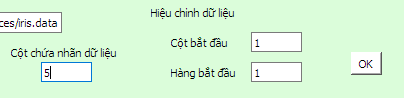 Hiệu chinh dữ liệu
ces/iris.data
Cột bắt đầu 1
Cột chứa nhãn dữ liệu
5
Hàng bắt đầu 1
OK